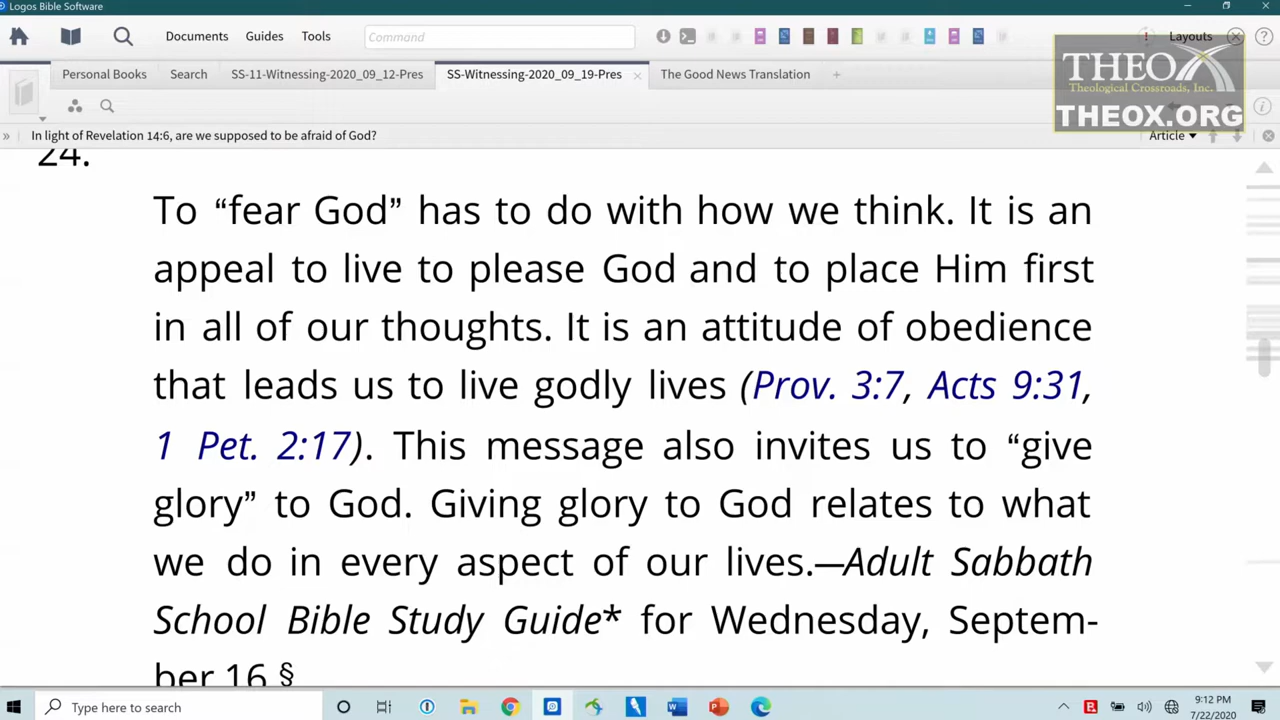 Logos Bible Software
Documents Guides Tools Command Layouts
THEOX
Theological Crossroads, Inc.
THEOX.ORG
Personal Books Search SS-11-Witnessing-2020_09_12-Pres SS-Witnessing-2020_09_19-Pres The Good News Translation
» In light of Revelation 14:6, are we supposed to be afraid of God? Article
24.
To “fear God” has to do with how we think. It is an
appeal to live to please God and to place Him first
in all of our thoughts. It is an attitude of obedience
that leads us to live godly lives (Prov. 3:7, Acts 9:31,
1 Pet. 2:17). This message also invites us to “give
glory” to God. Giving glory to God relates to what
we do in every aspect of our lives.—Adult Sabbath
School Bible Study Guide* for Wednesday, Septem-
ber 16 §
Type here to search
9:12 PM
7/22/2020